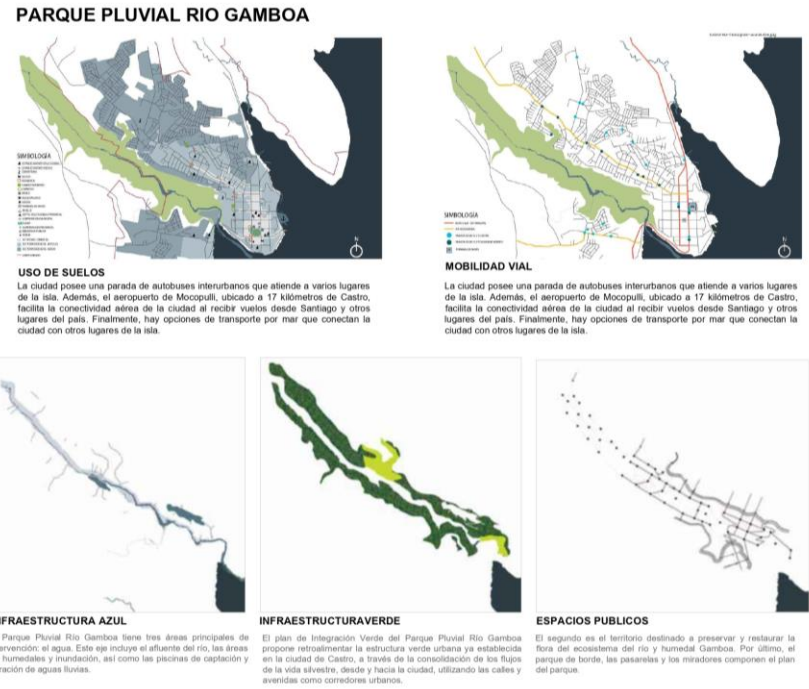 PARQUE PLUVIAL RIO GAMBOA
SIMBOLOGÍA
N
USO DE SUELOS
La ciudad posee una parada de autobuses interurbanos que atiende a varios lugares
de la isla. Además, el aeropuerto de Mocopulli, ubicado a 17 kilómetros de Castro,
facilita la conectividad aérea de la ciudad al recibir vuelos desde Santiago y otros
lugares del país. Finalmente, hay opciones de transporte por mar que conectan la
ciudad con otros lugares de la isla.
SIMBOLOGÍA
N
MOBILIDAD VIAL
La ciudad posee una parada de autobuses interurbanos que atiende a varios lugares
de la isla. Además, el aeropuerto de Mocopulli, ubicado a 17 kilómetros de Castro,
facilita la conectividad aérea de la ciudad al recibir vuelos desde Santiago y otros
lugares del país. Finalmente, hay opciones de transporte por mar que conectan la
ciudad con otros lugares de la isla.
NFRAESTRUCTURA AZUL
Parque Pluvial Río Gamboa tiene tres áreas principales de
ervención: el agua. Este eje incluye el afluente del río, las áreas
humedales y inundación, así como las piscinas de captación y
ración de aguas lluvias.
INFRAESTRUCTURAVERDE
El plan de Integración Verde del Parque Pluvial Río Gamboa
propone retroalimentar la estructura verde urbana ya establecida
en la ciudad de Castro, a través de la consolidación de los flujos
de la vida silvestre, desde y hacia la ciudad, utilizando las calles y
avenidas como corredores urbanos.
ESPACIOS PUBLICOS
El segundo es el territorio destinado a preservar y restaurar la
flora del ecosistema del río y humedal Gamboa. Por último, el
parque de borde, las pasarelas y los miradores componen el plan
del parque.